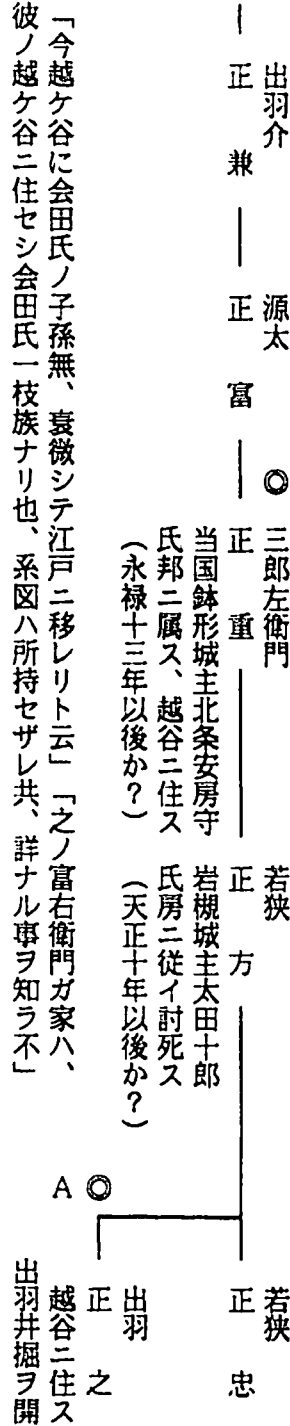 出羽介
正兼
源太
正富
◎ 三郎左衛門
正重
当国鉢形城主北条安房守
氏邦ニ属ス、越谷ニ住ス
(永禄十三年以後か?)
若狭
正方
岩槻城主太田十郎
氏房ニ従イ討死ス
(天正十年以後か?)
若狭
正忠
A ◎
出羽
正之
越谷ニ住ス
出羽井掘ヲ開
「今越ケ谷に会田氏ノ子孫無、衰微シテ江戸ニ移レリト云」「之ノ富右衛門ガ家ハ、
彼ノ越ケ谷ニ住セシ会田氏一枝族ナリ也、系図ハ所持セザレ共、詳ナル事ヲ知ラ不」